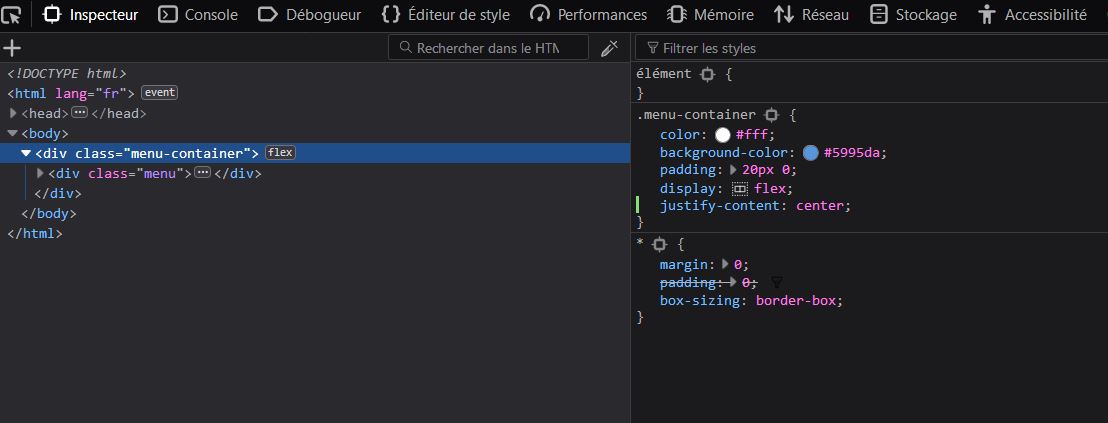 Inspecteur Console Débogueur Éditeur de style Performances Mémoire Réseau Stockage Accessibilité
Rechercher dans le HTM
<!DOCTYPE html>
<html lang="fr"> event
<head> ··· </head>
<body>
<div class="menu-container"> flex
<div class="menu"> ··· </div>
</div>
</body>
</html>
Filtrer les styles
élément {
}
.menu-container {
color: #fff;
background-color: #5995da;
padding: 20px 0;
display: flex;
justify-content: center;
}
* {
margin: 0;
padding: 0;
box-sizing: border-box;
}